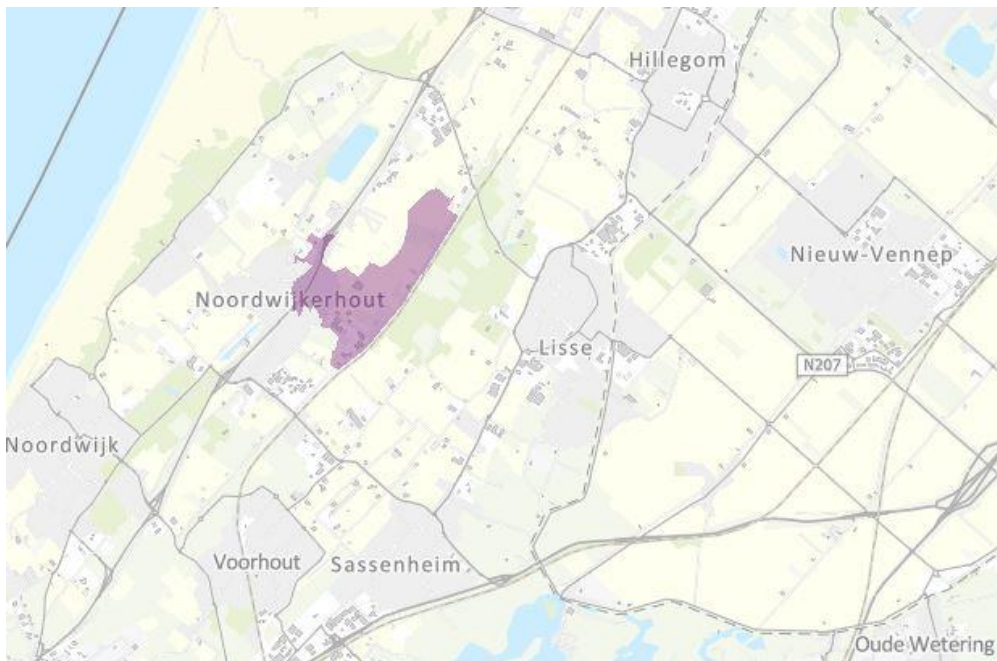 Hillegom
Nieuw-Vennep
Noordwijkerhout
Lisse
N207
Noordwijk
Voorhout
Sassenheim
Oude Wetering